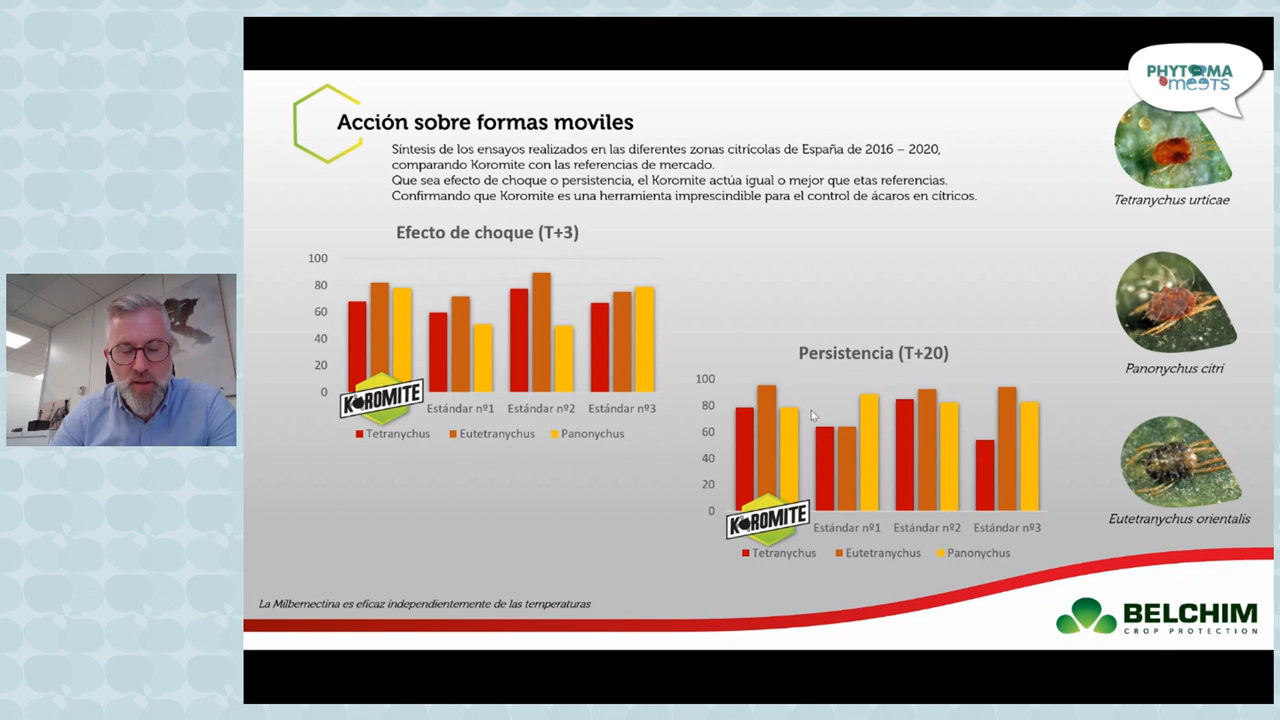 PHYTOMA
meets
Acción sobre formas moviles
Síntesis de los ensayos realizados en las diferentes zonas citrícolas de España de 2016 – 2020,
comparando Koromite con las referencias de mercado.
Que sea efecto de choque o persistencia, el Koromite actúa igual o mejor que etas referencias.
Confirmando que Koromite es una herramienta imprescindible para el control de ácaros en cítricos.
Tetranychus urticae
Efecto de choque (T+3)
100
80
60
40
20
0
KOROMITE
Estándar nº1 Estándar nº2 Estándar nº3
Tetranychus Eutetranychus Panonychus
Panonychus citri
Persistencia (T+20)
100
80
60
40
20
0
KOROMITE
Estándar nº1 Estándar nº2 Estándar nº3
Tetranychus Eutetranychus Panonychus
Eutetranychus orientalis
La Milbemectina es eficaz independientemente de las temperaturas
BELCHIM
CROP PROTECTION